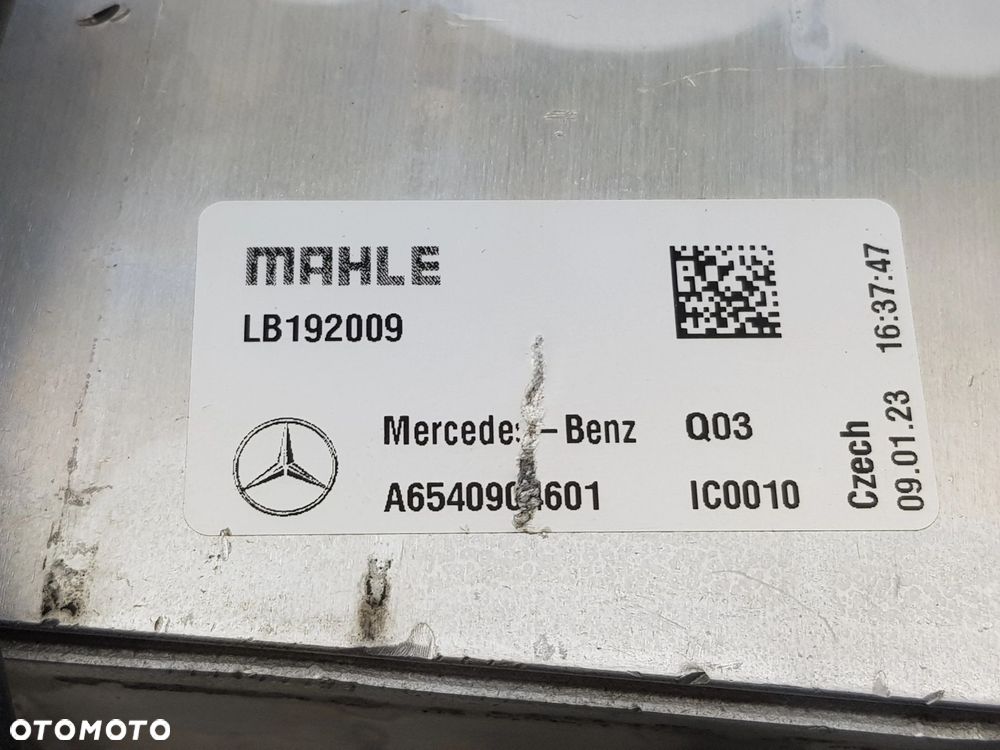 MAHLE
LB192009
Mercedes-Benz Q03
IC0010
Czech 16:37:47
09.01.23
OTOMOTO